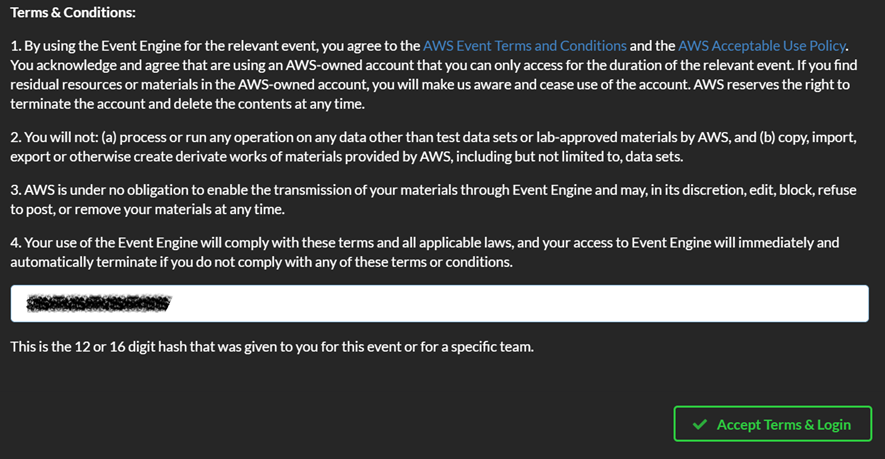 Terms & Conditions:
1. By using the Event Engine for the relevant event, you agree to the AWS Event Terms and Conditions and the AWS Acceptable Use Policy.
You acknowledge and agree that are using an AWS-owned account that you can only access for the duration of the relevant event. If you find
residual resources or materials in the AWS-owned account, you will make us aware and cease use of the account. AWS reserves the right to
terminate the account and delete the contents at any time.
2. You will not: (a) process or run any operation on any data other than test data sets or lab-approved materials by AWS, and (b) copy, import,
export or otherwise create derivate works of materials provided by AWS, including but not limited to, data sets.
3. AWS is under no obligation to enable the transmission of your materials through Event Engine and may, in its discretion, edit, block, refuse
to post, or remove your materials at any time.
4. Your use of the Event Engine will comply with these terms and all applicable laws, and your access to Event Engine will immediately and
automatically terminate if you do not comply with any of these terms or conditions.
This is the 12 or 16 digit hash that was given to you for this event or for a specific team.
Accept Terms & Login